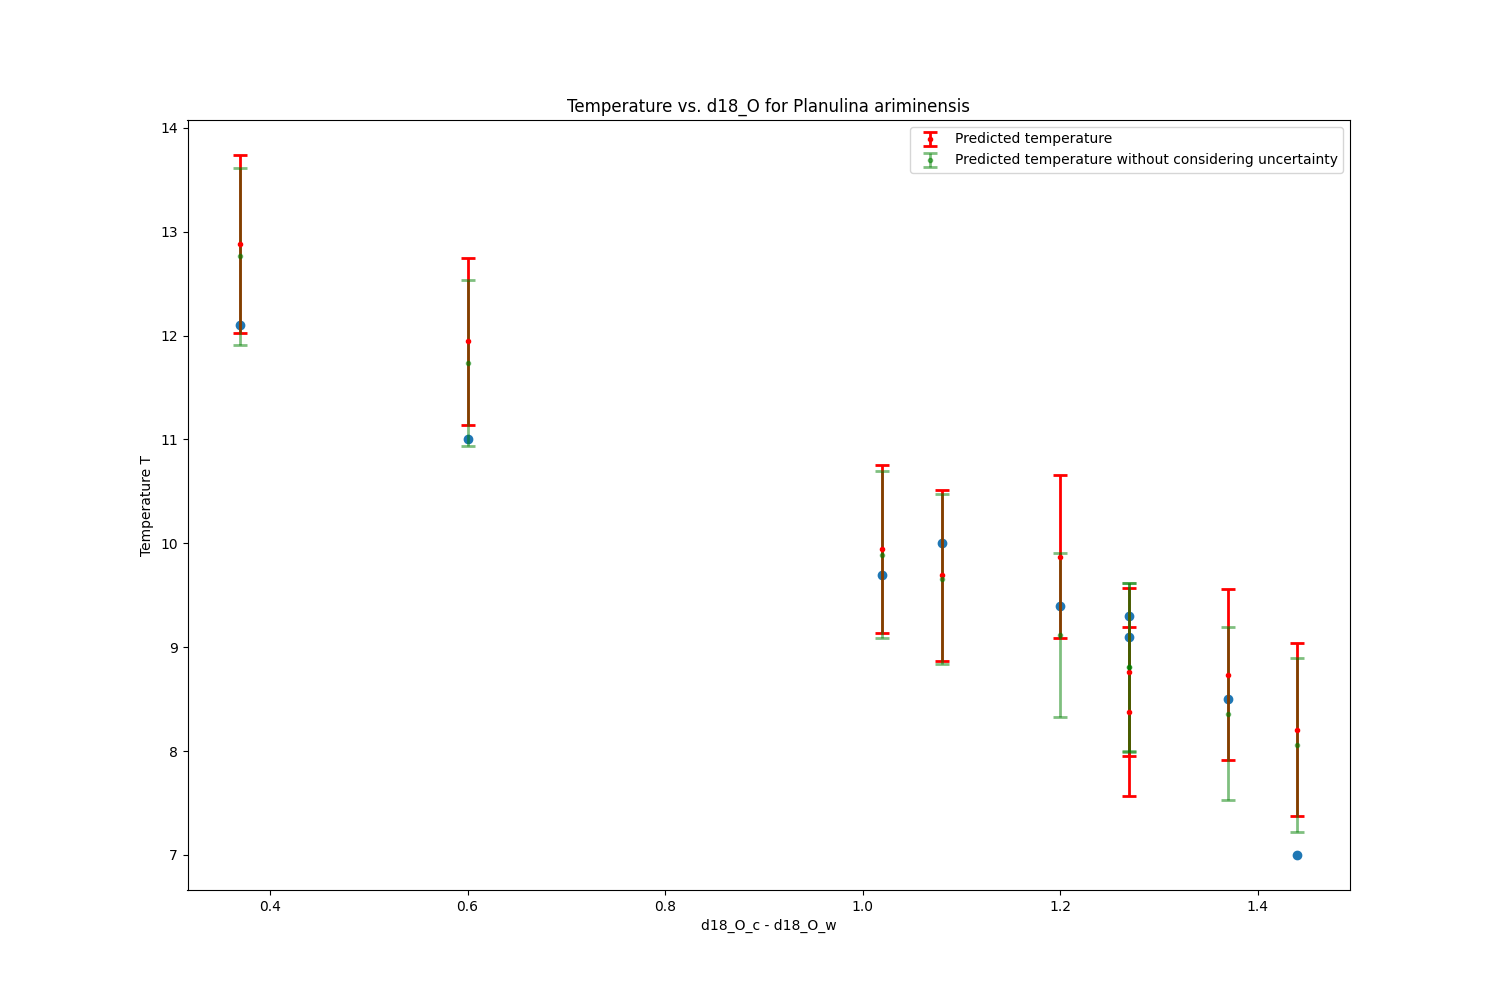 Temperature vs. d18_O for Planulina ariminensis
Predicted temperature
Predicted temperature without considering uncertainty
14
13
12
11
10
9
8
7
Temperature T
0.4 0.6 0.8 1.0 1.2 1.4
d18_O_c - d18_O_w